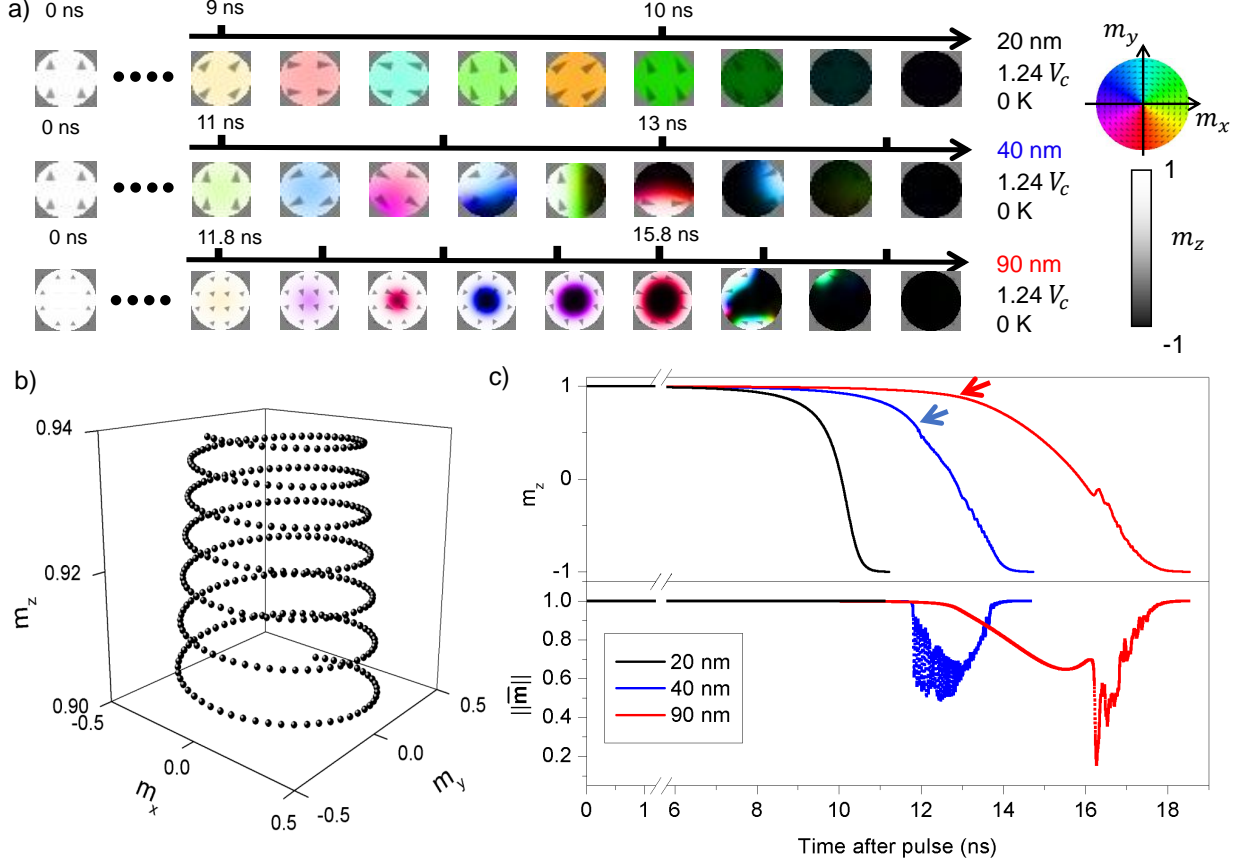 a)
0 ns
9 ns
10 ns
20 nm
1.24 V_c
0 K
0 ns
11 ns
13 ns
40 nm
1.24 V_c
0 K
0 ns
11.8 ns
15.8 ns
90 nm
1.24 V_c
0 K
m_y
m_x
1
m_z
-1
b)
0.94
0.92
0.90
m_z
-0.5
0.0
0.5
m_x
-0.5
0.0
0.5
m_y
c)
1
0
-1
m_z
1.0
0.8
0.6
0.4
0.2
||m̅||
20 nm
40 nm
90 nm
0 1 6 8 10 12 14 16 18
Time after pulse (ns)